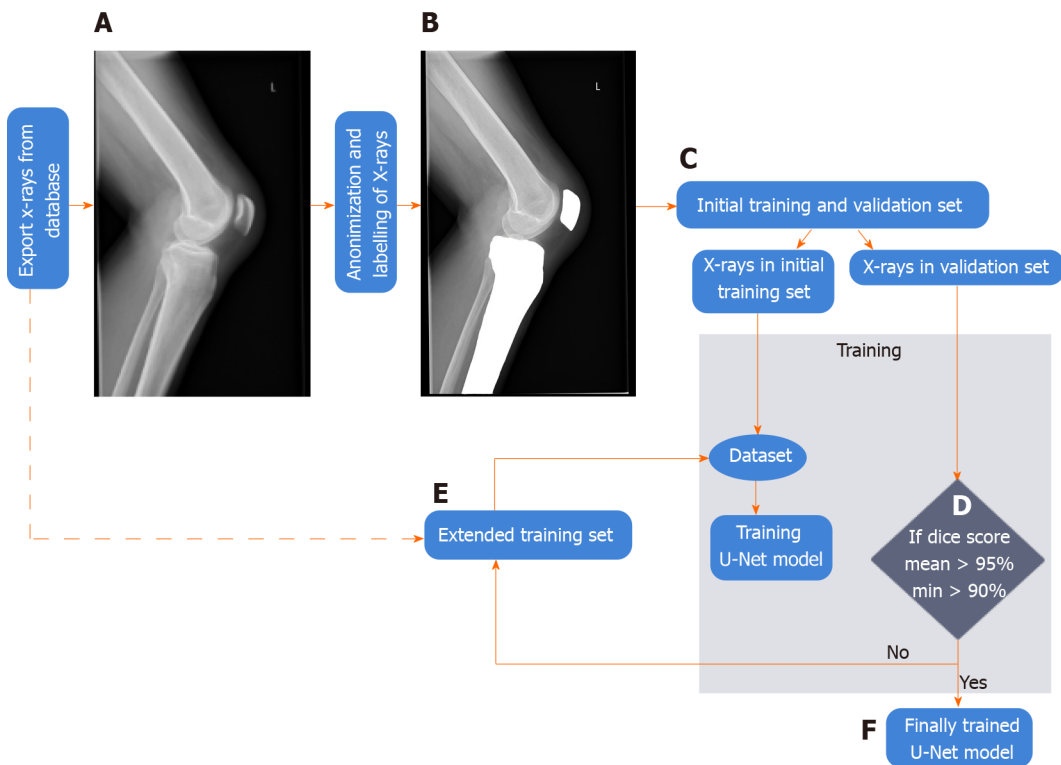 A
B
L
L
Export x-rays from
database
Anonimization and
labelling of X-rays
C
Initial training and validation set
X-rays in initial
training set
X-rays in validation set
Training
Dataset
Training
U-Net model
D
If dice score
mean > 95%
min > 90%
E
Extended training set
No
Yes
F
Finally trained
U-Net model